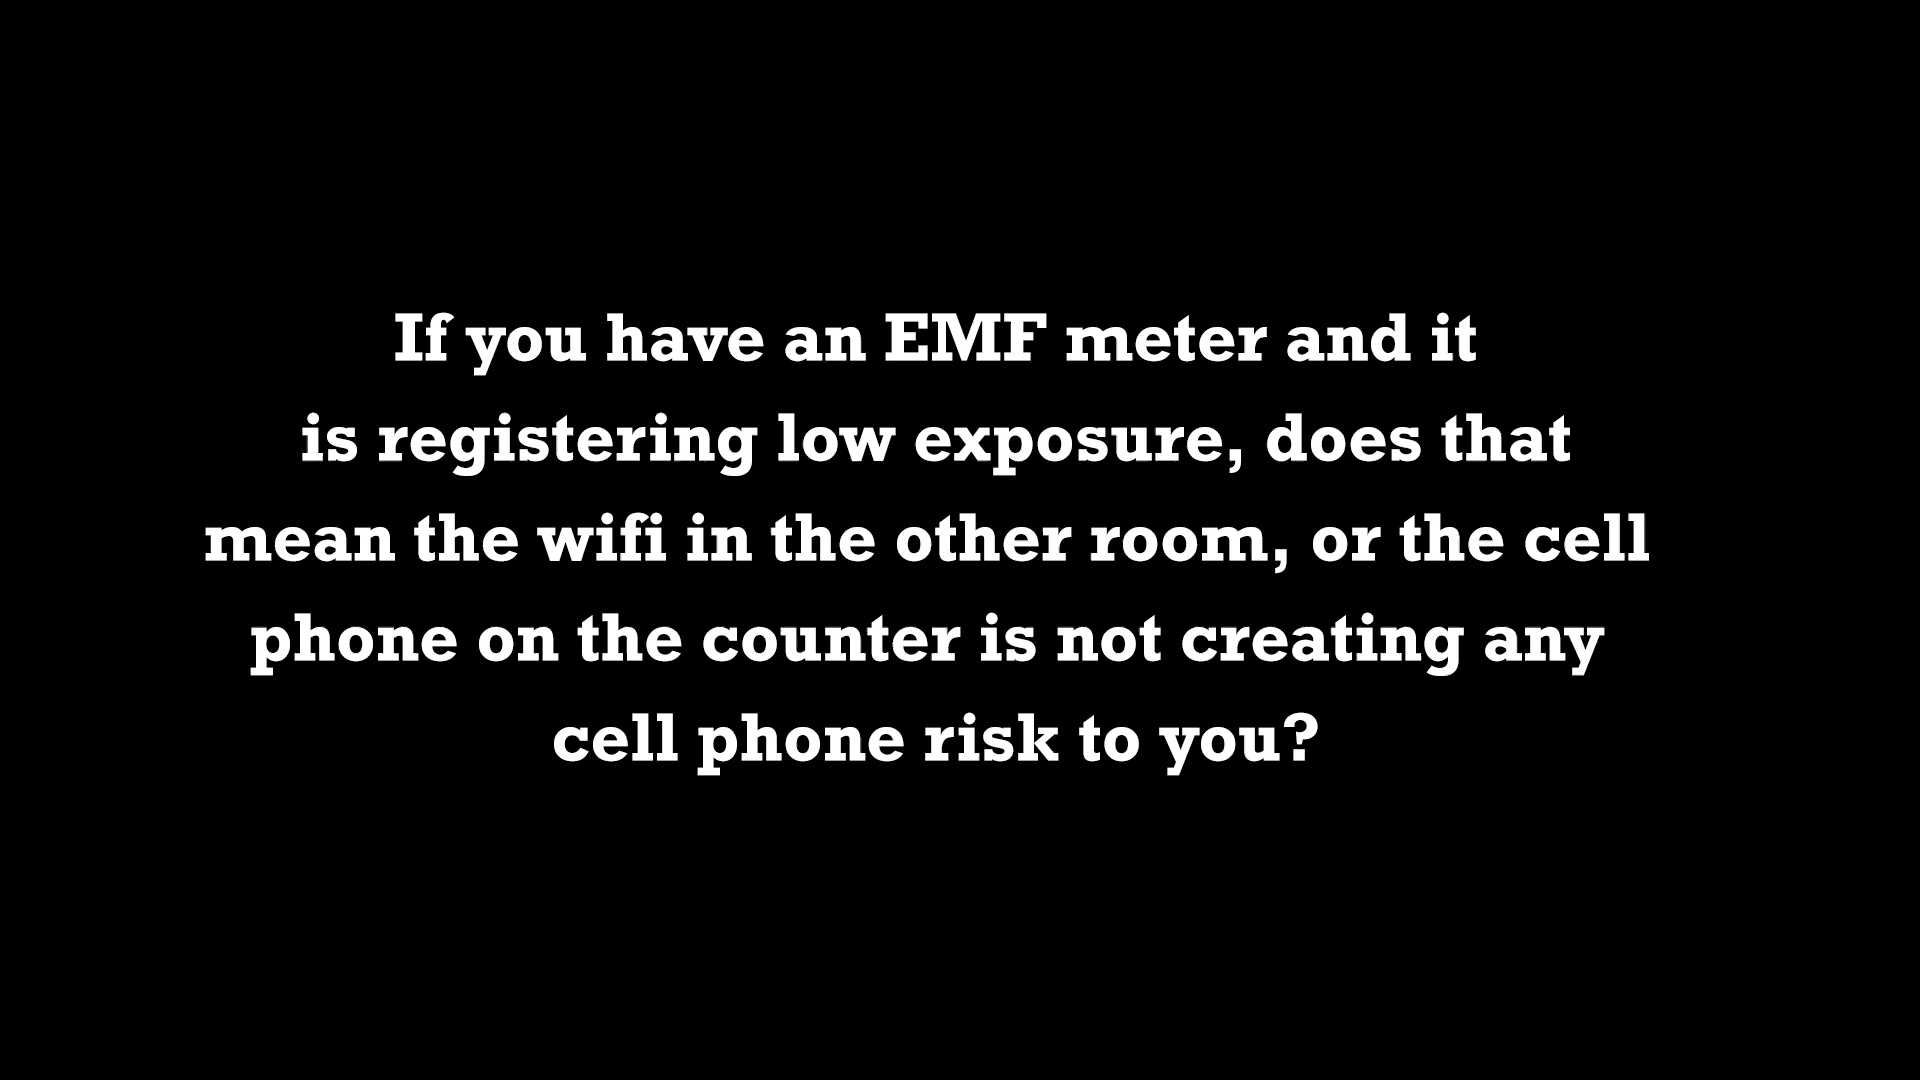 If you have an EMF meter and it
is registering low exposure, does that
mean the wifi in the other room, or the cell
phone on the counter is not creating any
cell phone risk to you?